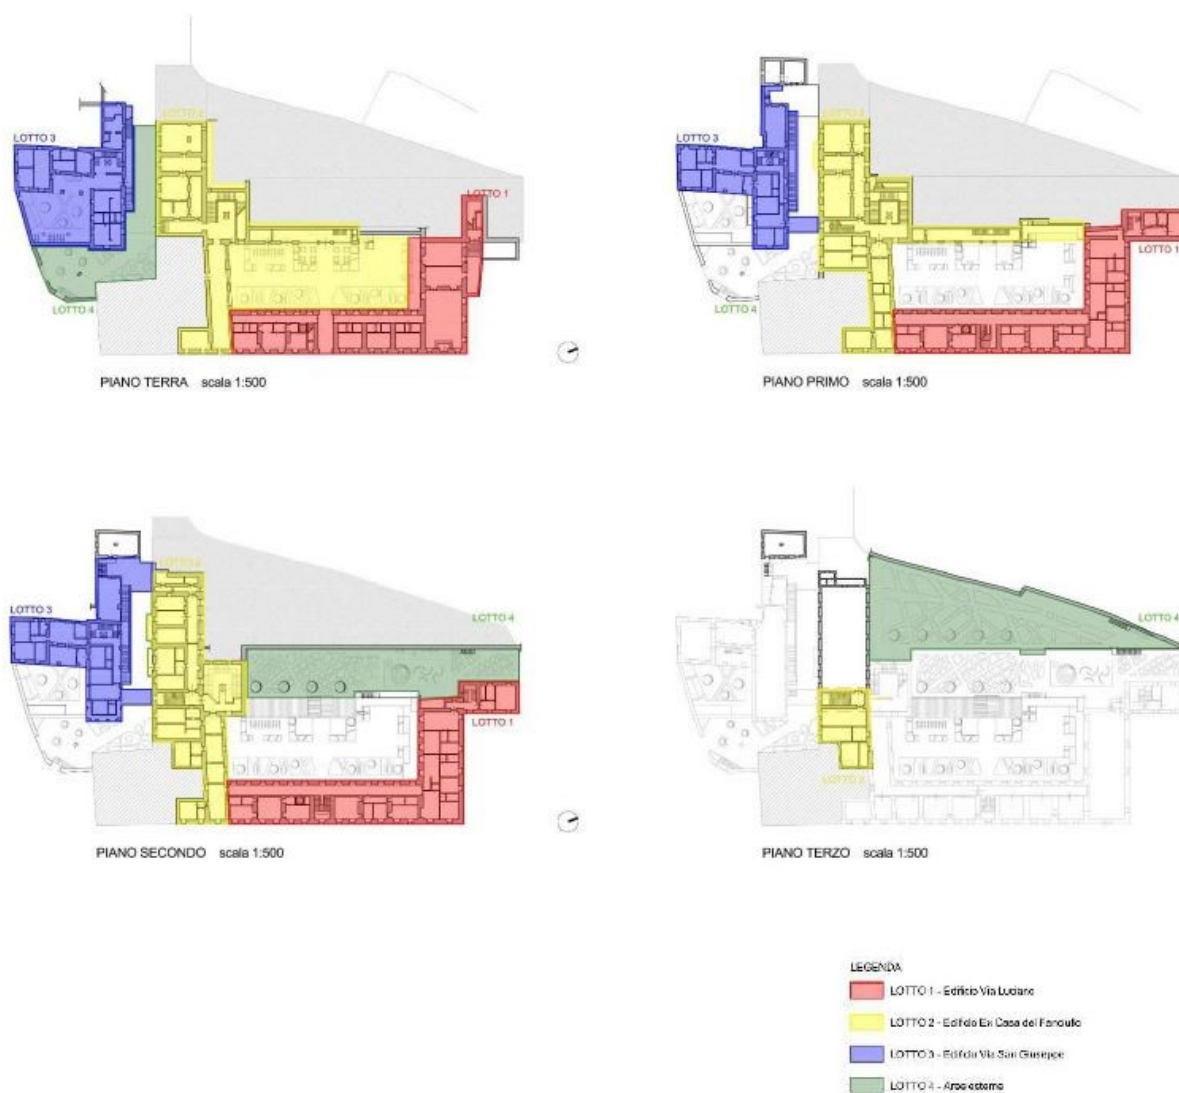 LOTTO 2
LOTTO 3
LOTTO 1
LOTTO 4
PIANO TERRA scala 1:500
LOTTO 2
LOTTO 3
LOTTO 1
LOTTO 4
PIANO PRIMO scala 1:500
LOTTO 2
LOTTO 3
LOTTO 4
LOTTO 1
PIANO SECONDO scala 1:500
LOTTO 4
LOTTO 2
PIANO TERZO scala 1:500
LEGENDA
LOTTO 1 - Edificio Via Luciano
LOTTO 2 - Edificio Ex Casa del Fanciullo
LOTTO 3 - Edificio Via San Giuseppe
LOTTO 4 - Aree esterne